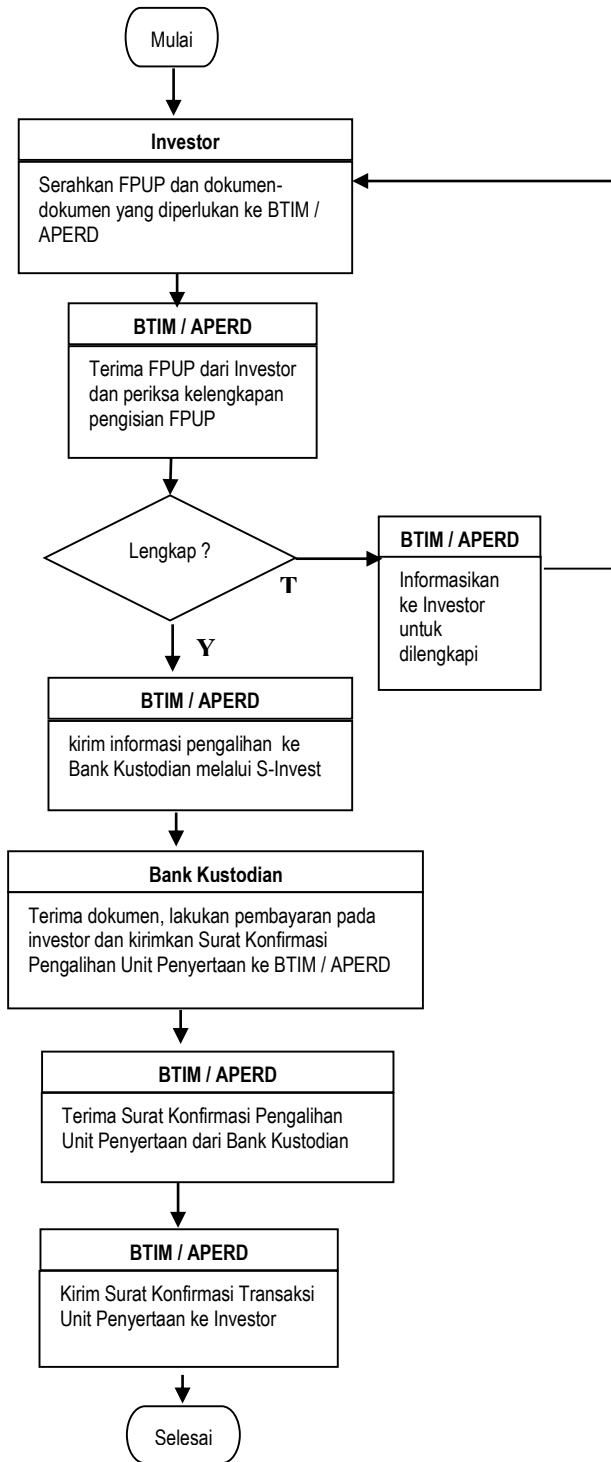 Mulai
Investor
Serahkan FPUP dan dokumen-
dokumen yang diperlukan ke BTIM /
APERD
BTIM / APERD
Terima FPUP dari Investor
dan periksa kelengkapan
pengisian FPUP
Lengkap ?
T
BTIM / APERD
Informasikan
ke Investor
untuk
dilengkapi
Y
BTIM / APERD
kirim informasi pengalihan ke
Bank Kustodian melalui S-Invest
Bank Kustodian
Terima dokumen, lakukan pembayaran pada
investor dan kirimkan Surat Konfirmasi
Pengalihan Unit Penyertaan ke BTIM / APERD
BTIM / APERD
Terima Surat Konfirmasi Pengalihan
Unit Penyertaan dari Bank Kustodian
BTIM / APERD
Kirim Surat Konfirmasi Transaksi
Unit Penyertaan ke Investor
Selesai